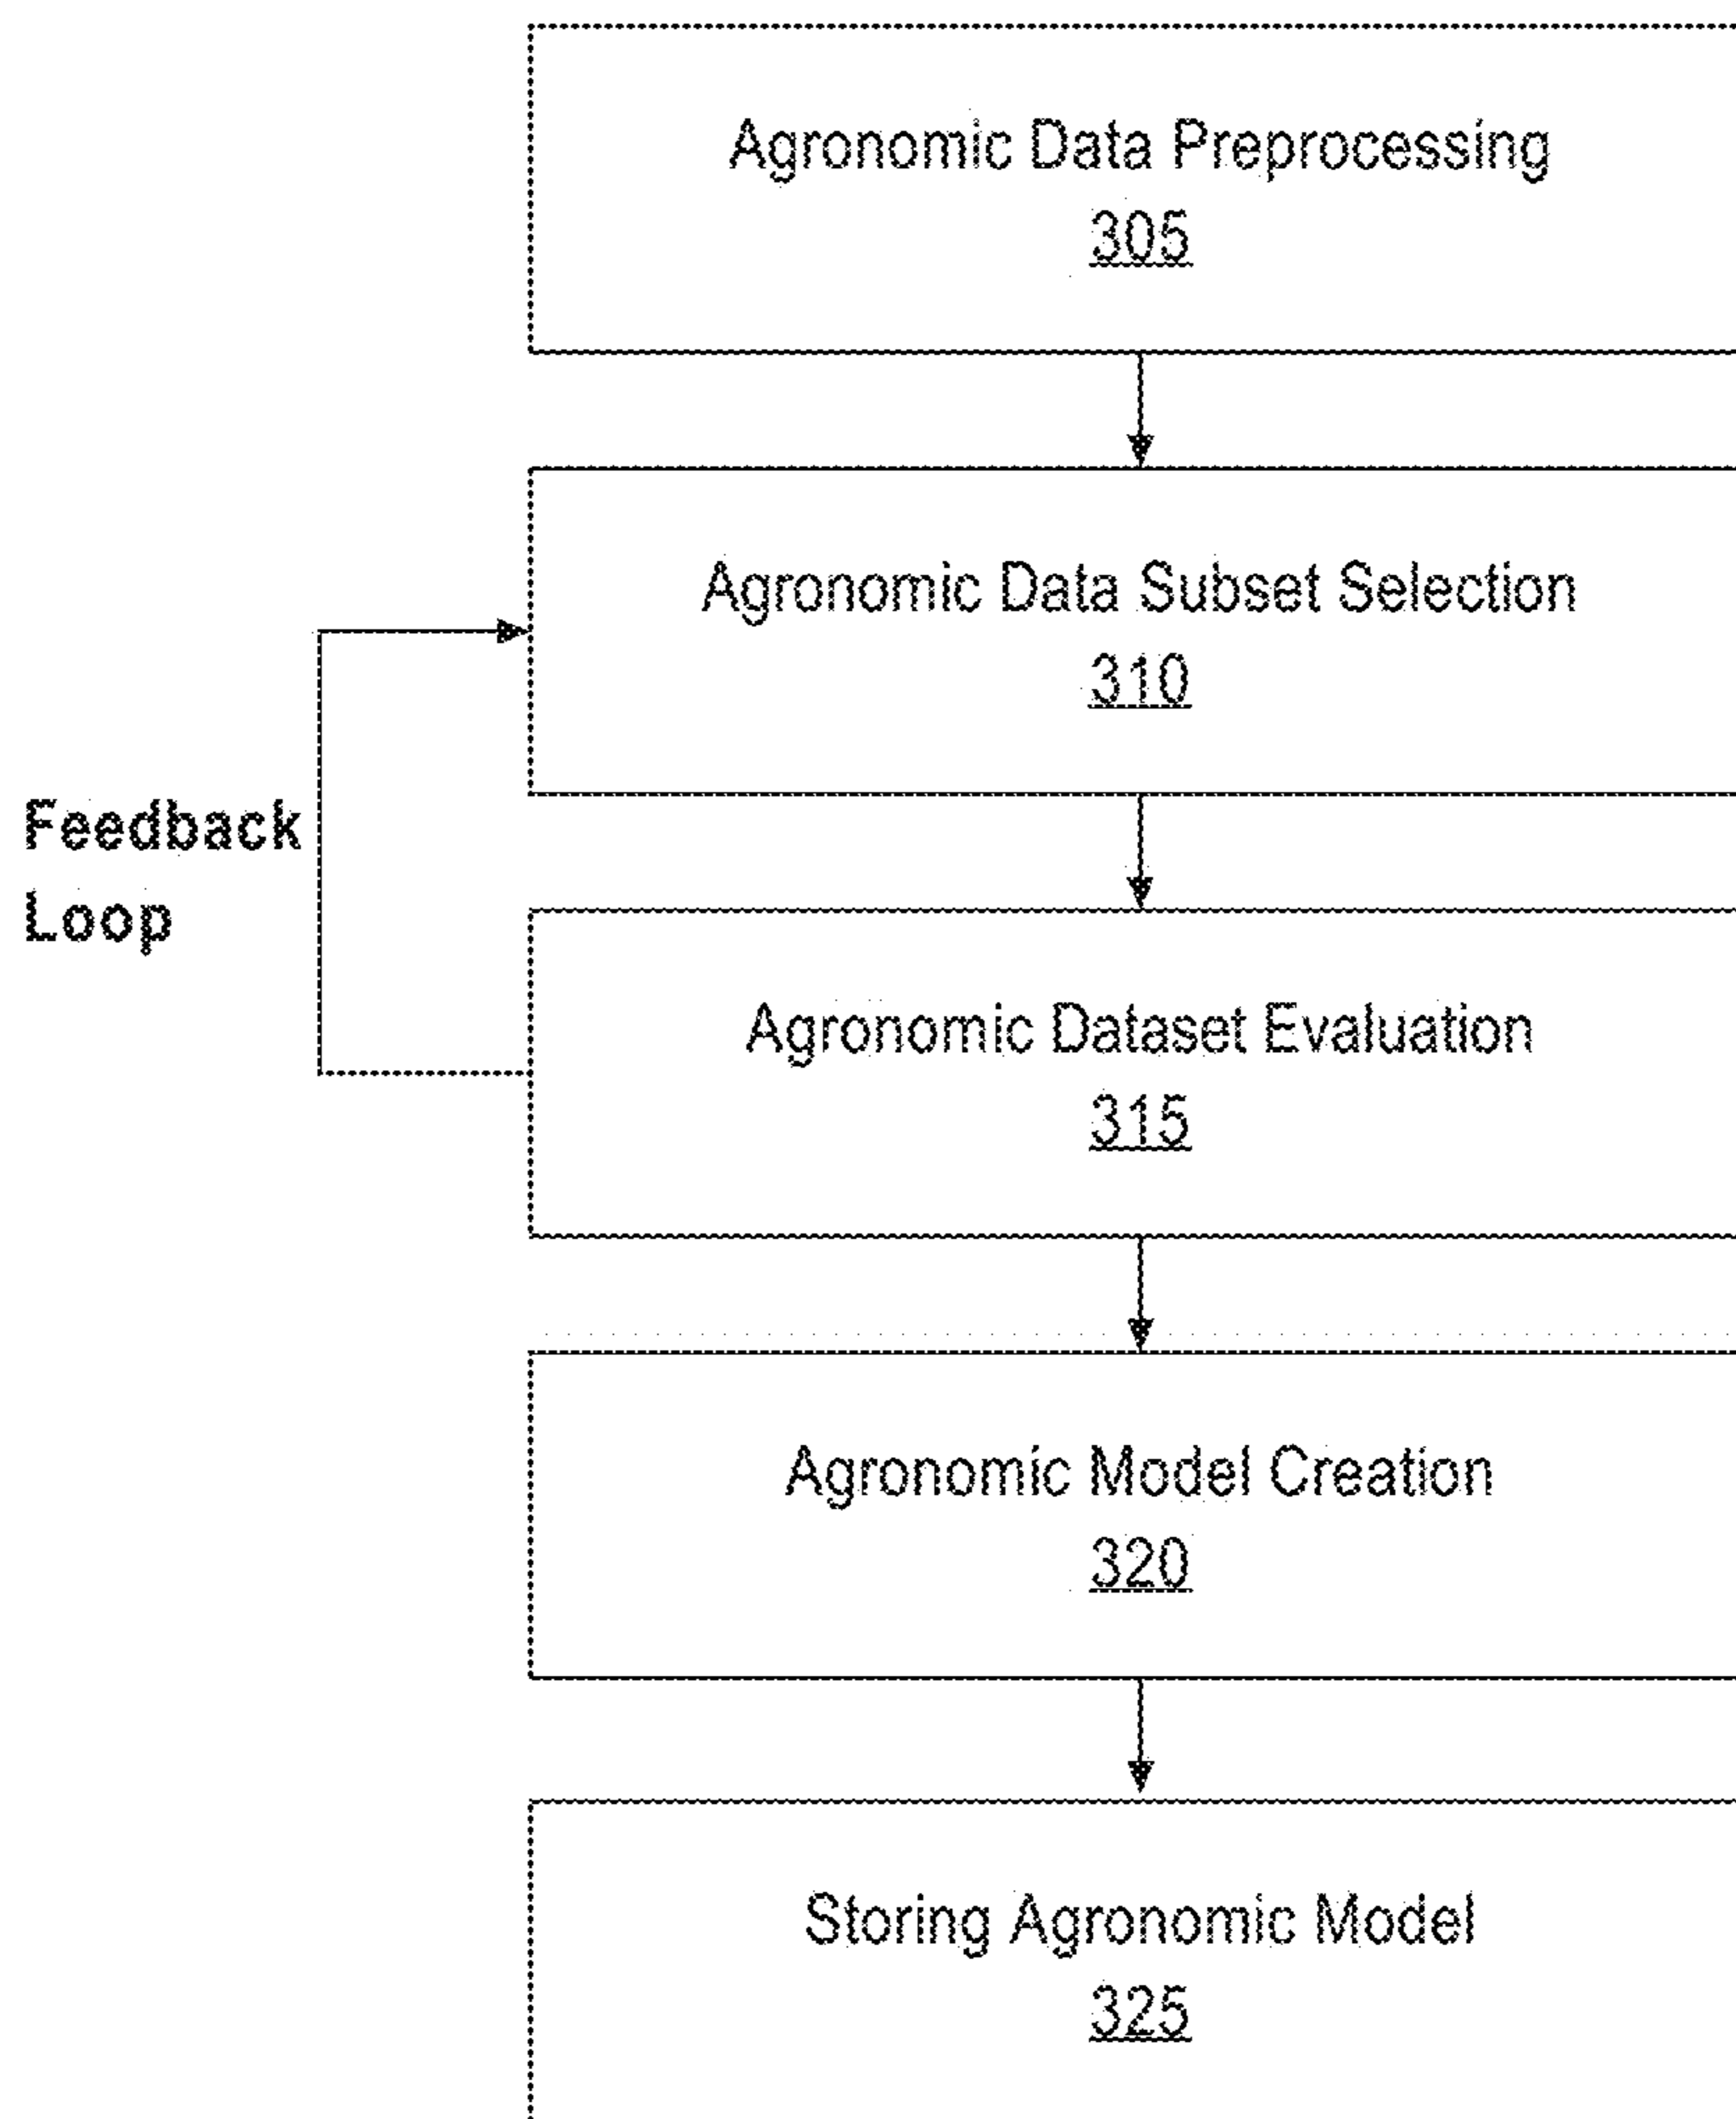 Agronomic Data Preprocessing
305
Agronomic Data Subset Selection
310
Feedback
Loop
Agronomic Dataset Evaluation
315
Agronomic Model Creation
320
Storing Agronomic Model
325